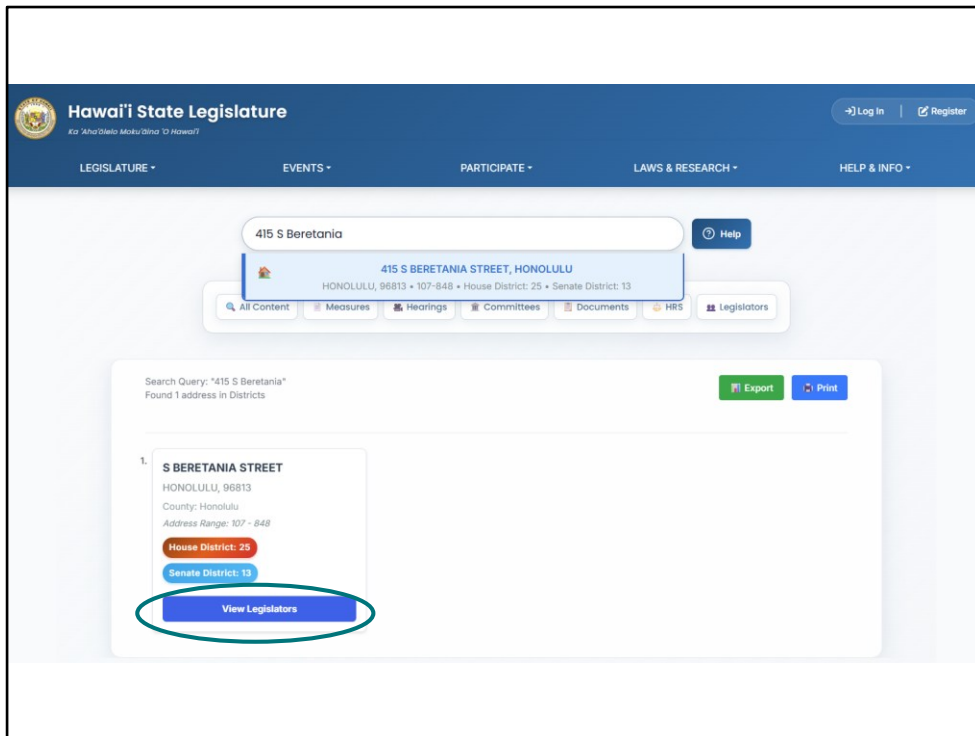 Hawai'i State Legislature
Ka 'Aha'ōlelo Moku'āina 'O Hawai'i
Log In | Register
LEGISLATURE EVENTS PARTICIPATE LAWS & RESEARCH HELP & INFO
415 S Beretania
Help
415 S BERETANIA STREET, HONOLULU
HONOLULU, 96813 • 107-848 • House District: 25 • Senate District: 13
All Content Measures Hearings Committees Documents HRS Legislators
Search Query: "415 S Beretania"
Found 1 address in Districts
Export Print
1.
S BERETANIA STREET
HONOLULU, 96813
County: Honolulu
Address Range: 107 - 848
House District: 25
Senate District: 13
View Legislators